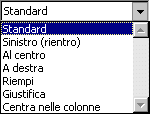 Standard
Standard
Sinistro (rientro)
Al centro
A destra
Riempi
Giustifica
Centra nelle colonne